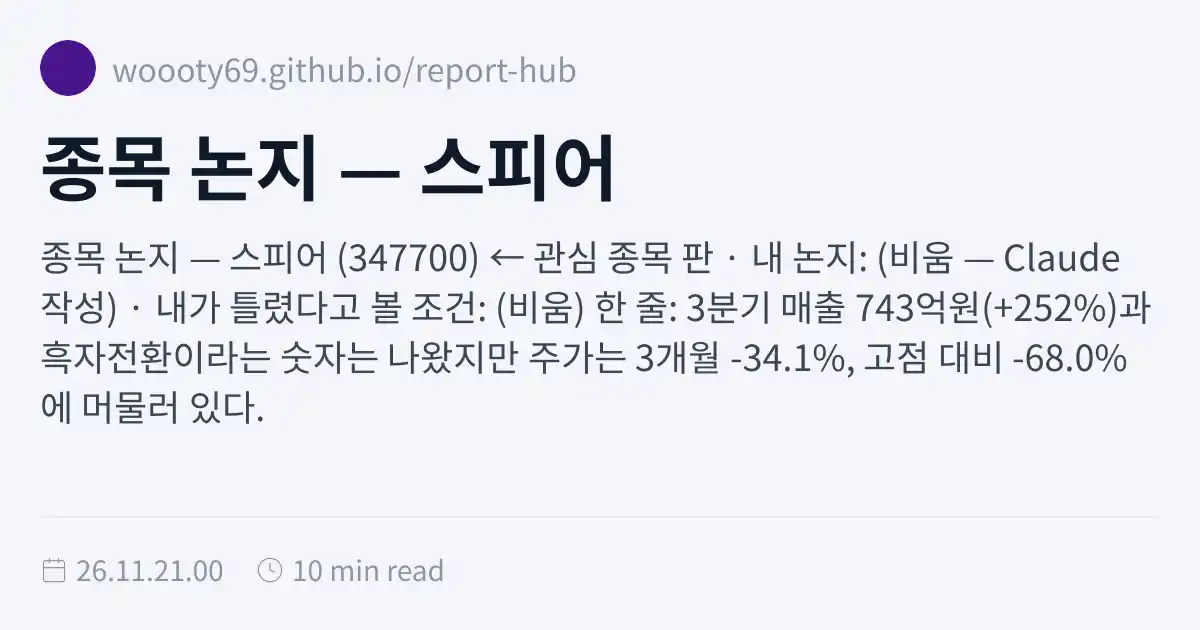 woooty69.github.io/report-hub
종목 논지 — 스피어
종목 논지 — 스피어 (347700) ← 관심 종목 판 · 내 논지: (비움 — Claude
작성) · 내가 틀렸다고 볼 조건: (비움) 한 줄: 3분기 매출 743억원(+252%)과
흑자전환이라는 숫자는 나왔지만 주가는 3개월 -34.1%, 고점 대비 -68.0%
에 머물러 있다.
26.11.21.00
10 min read